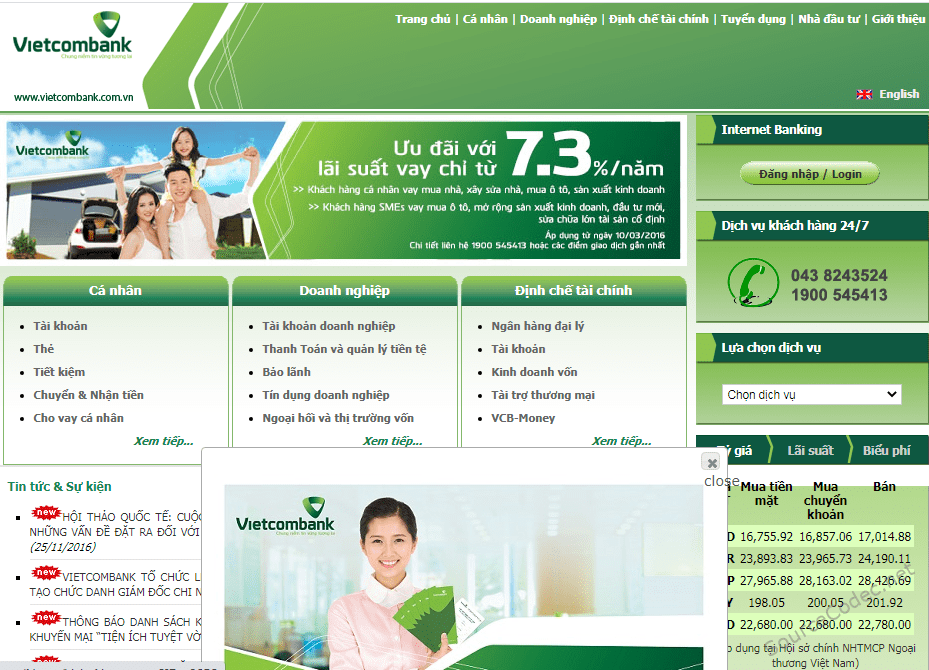 Vietcombank
Chung niềm tin vững tương lai
www.vietcombank.com.vn
Trang chủ | Cá nhân | Doanh nghiệp | Định chế tài chính | Tuyển dụng | Nhà đầu tư | Giới thiệu
English
Vietcombank
Ưu đãi với
lãi suất vay chỉ từ 7.3%/năm
>> Khách hàng cá nhân vay mua nhà, xây sửa nhà, mua ô tô, sản xuất kinh doanh
>> Khách hàng SMEs vay mua ô tô, mở rộng sản xuất kinh doanh, đầu tư mới,
sửa chữa lớn tài sản cố định
Áp dụng từ ngày 10/03/2016
Chi tiết liên hệ 1900 545413 hoặc các điểm giao dịch gần nhất
Internet Banking
Đăng nhập / Login
Dịch vụ khách hàng 24/7
043 8243524
1900 545413
Lựa chọn dịch vụ
Chọn dịch vụ
Cá nhân
Tài khoản
Thẻ
Tiết kiệm
Chuyển & Nhận tiền
Cho vay cá nhân
Xem tiếp...
Doanh nghiệp
Tài khoản doanh nghiệp
Thanh Toán và quản lý tiền tệ
Bảo lãnh
Tín dụng doanh nghiệp
Ngoại hối và thị trường vốn
Xem tiếp...
Định chế tài chính
Ngân hàng đại lý
Tài khoản
Kinh doanh vốn
Tài trợ thương mại
VCB-Money
Xem tiếp...
Tin tức & Sự kiện
new HỘI THẢO QUỐC TẾ:
NHỮNG VẤN ĐỀ ĐẶT RA ĐỐI VỚI
(25/11/2016)
new VIETCOMBANK TỔ CHỨC
TẠO CHỨC DANH GIÁM ĐỐC CHI
new THÔNG BÁO DANH SÁCH
KHUYẾN MẠI "TIỆN ÍCH TUYỆT
new
close
Vietcombank
Chung niềm tin vững tương lai
giá Lãi suất Biểu phí
Mua tiền mặt Mua chuyển khoản Bán
D 16,755.92 16,857.06 17,014.88
R 23,893.83 23,965.73 24,190.11
P 27,965.88 28,163.02 28,426.69
Y 198.05 200.05 201.92
D 22,680.00 22,680.00 22,780.00
dụng tại Hội sở chính NHTMCP Ngoại
thương Việt Nam)
SourceCodec.net